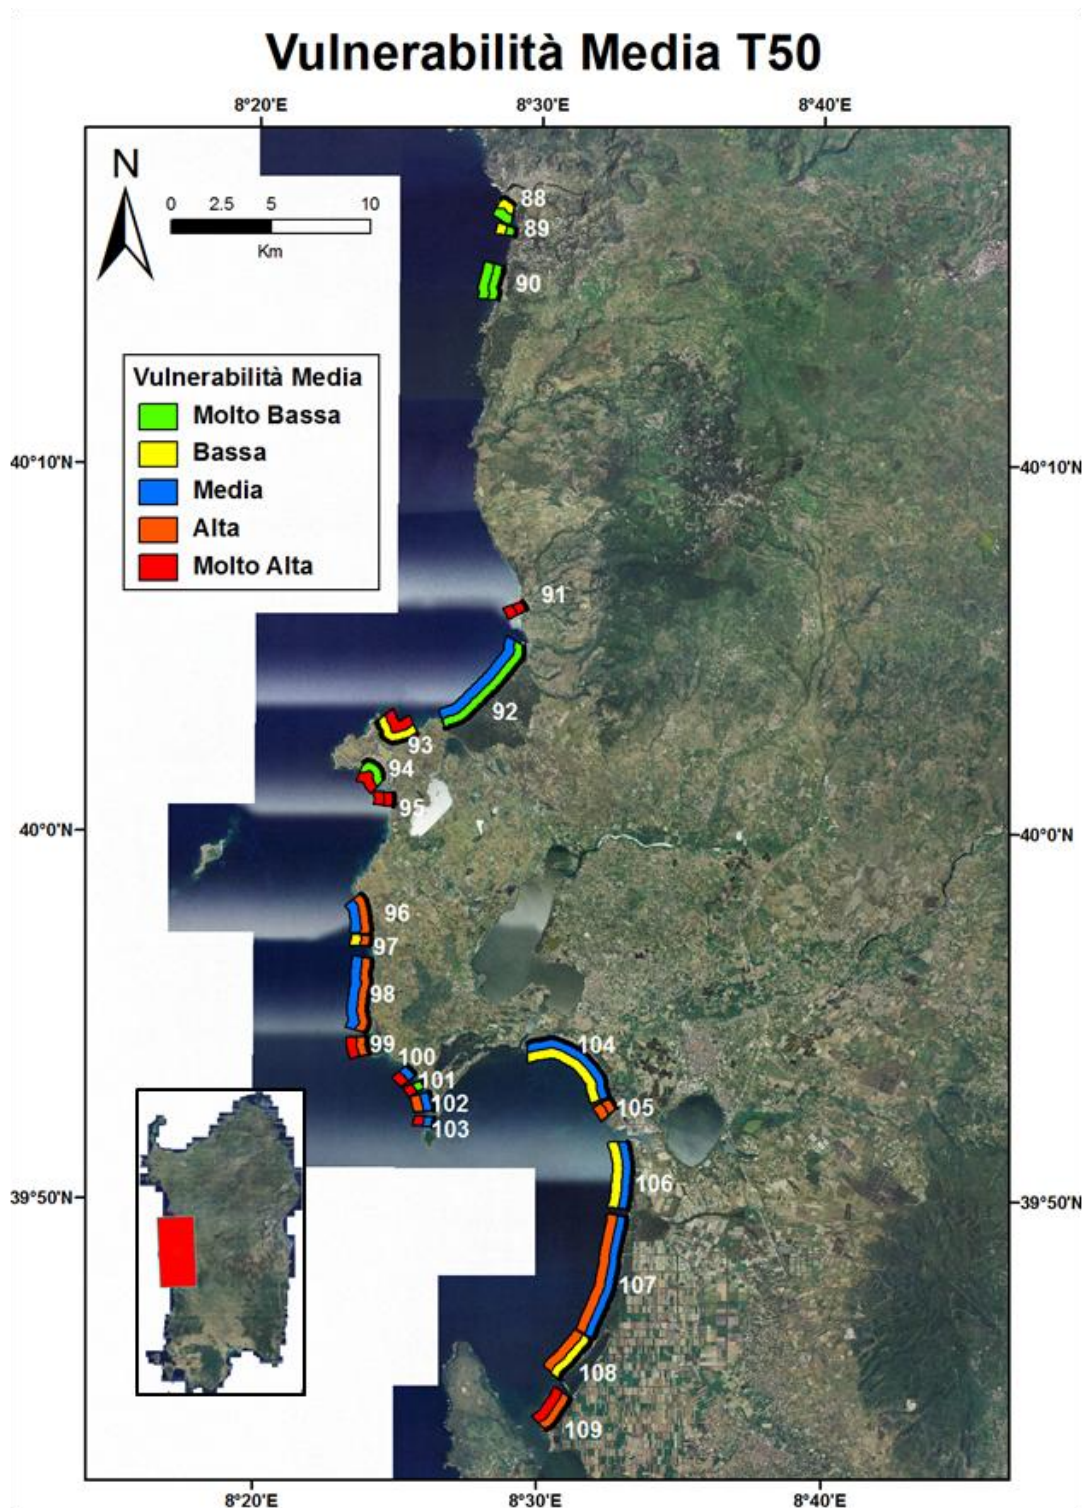 Vulnerabilità Media T50
8°20'E 8°30'E 8°40'E
N
0 2.5 5 10
Km
88
89
90
Vulnerabilità Media
Molto Bassa
Bassa
Media
Alta
Molto Alta
40°10'N 40°10'N
91
92
93
94
95
40°0'N 40°0'N
96
97
98
99
100
101
102
103
104
105
39°50'N 39°50'N
106
107
108
109
8°20'E 8°30'E 8°40'E